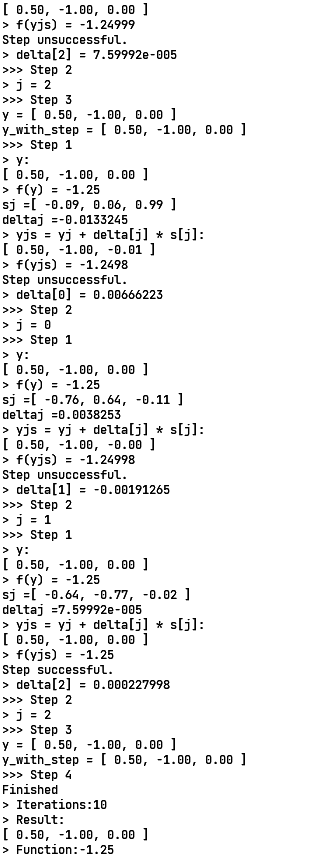 [ 0.50, -1.00, 0.00 ]
> f(yjs) = -1.24999
Step unsuccessful.
> delta[2] = 7.59992e-005
>>> Step 2
> j = 2
>>> Step 3
y = [ 0.50, -1.00, 0.00 ]
y_with_step = [ 0.50, -1.00, 0.00 ]
>>> Step 1
> y:
[ 0.50, -1.00, 0.00 ]
> f(y) = -1.25
sj =[ -0.09, 0.06, 0.99 ]
deltaj =-0.0133245
> yjs = yj + delta[j] * s[j]:
[ 0.50, -1.00, -0.01 ]
> f(yjs) = -1.2498
Step unsuccessful.
> delta[0] = 0.00666223
>>> Step 2
> j = 0
>>> Step 1
> y:
[ 0.50, -1.00, 0.00 ]
> f(y) = -1.25
sj =[ -0.76, 0.64, -0.11 ]
deltaj =0.0038253
> yjs = yj + delta[j] * s[j]:
[ 0.50, -1.00, -0.00 ]
> f(yjs) = -1.24998
Step unsuccessful.
> delta[1] = -0.00191265
>>> Step 2
> j = 1
>>> Step 1
> y:
[ 0.50, -1.00, 0.00 ]
> f(y) = -1.25
sj =[ -0.64, -0.77, -0.02 ]
deltaj =7.59992e-005
> yjs = yj + delta[j] * s[j]:
[ 0.50, -1.00, 0.00 ]
> f(yjs) = -1.25
Step successful.
> delta[2] = 0.000227998
>>> Step 2
> j = 2
>>> Step 3
y = [ 0.50, -1.00, 0.00 ]
y_with_step = [ 0.50, -1.00, 0.00 ]
>>> Step 4
Finished
> Iterations:10
> Result:
[ 0.50, -1.00, 0.00 ]
> Function:-1.25